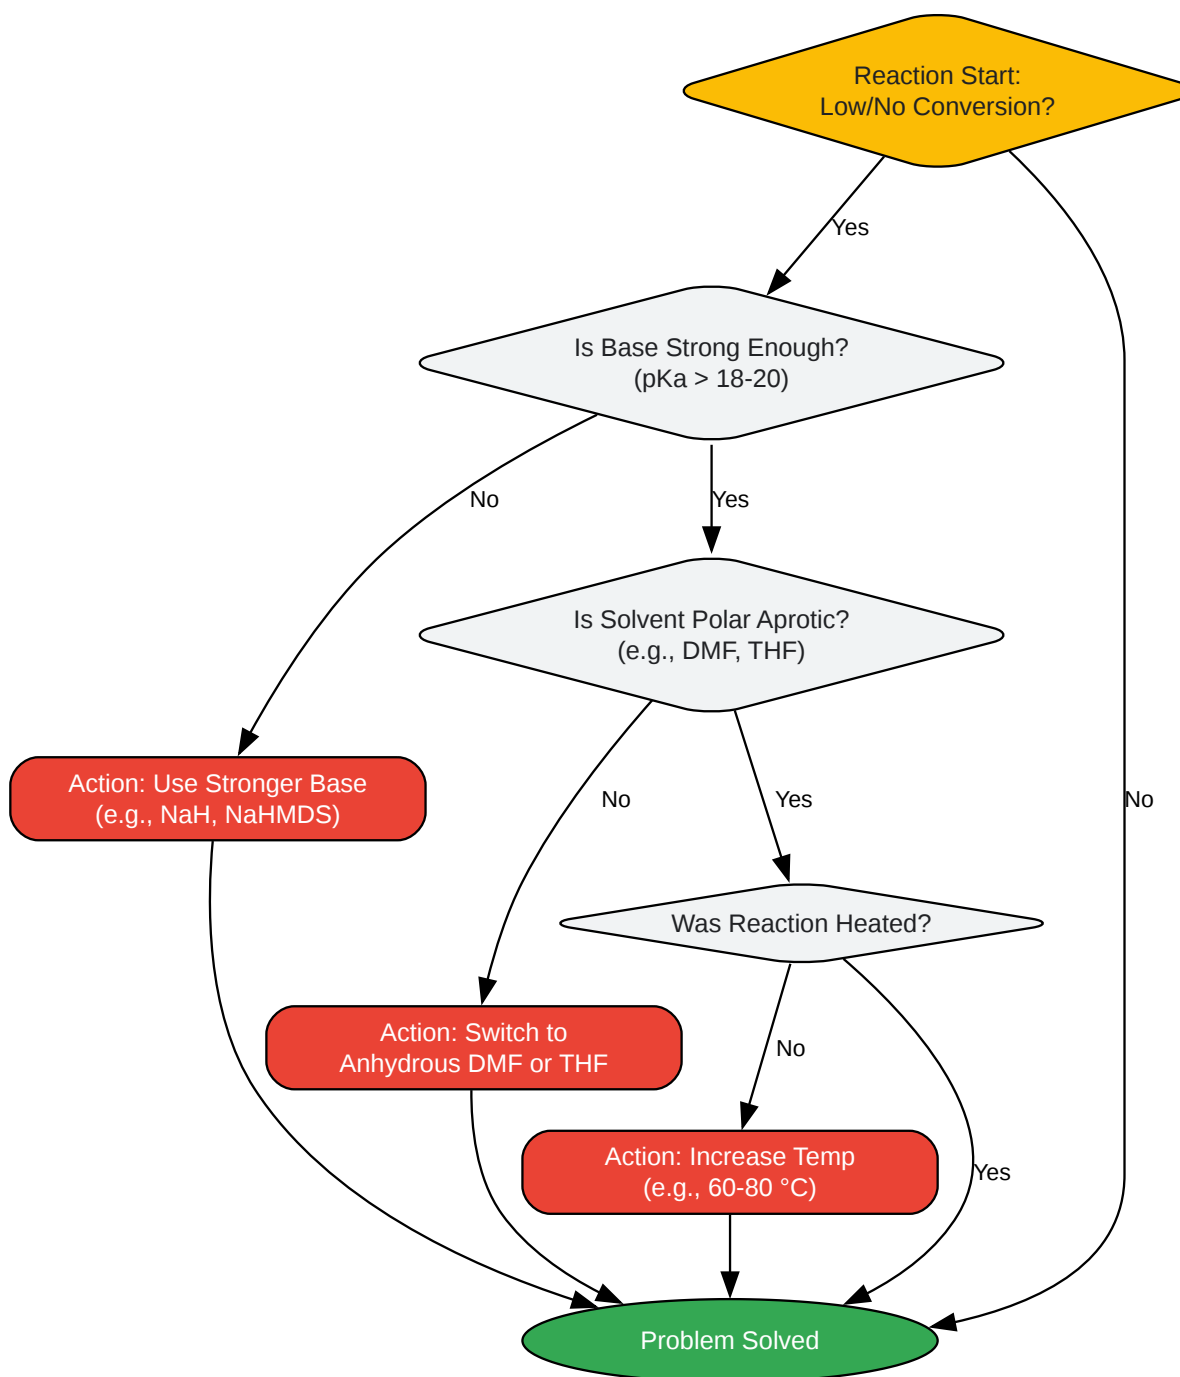 Reaction Start:
Low/No Conversion?
Yes
Is Base Strong Enough?
(pKa > 18-20)
No
Yes
Is Solvent Polar Aprotic?
(e.g., DMF, THF)
Action: Use Stronger Base
(e.g., NaH, NaHMDS)
No
Yes
No
Was Reaction Heated?
Action: Switch to
Anhydrous DMF or THF
No
Action: Increase Temp
(e.g., 60-80 °C)
Yes
Problem Solved